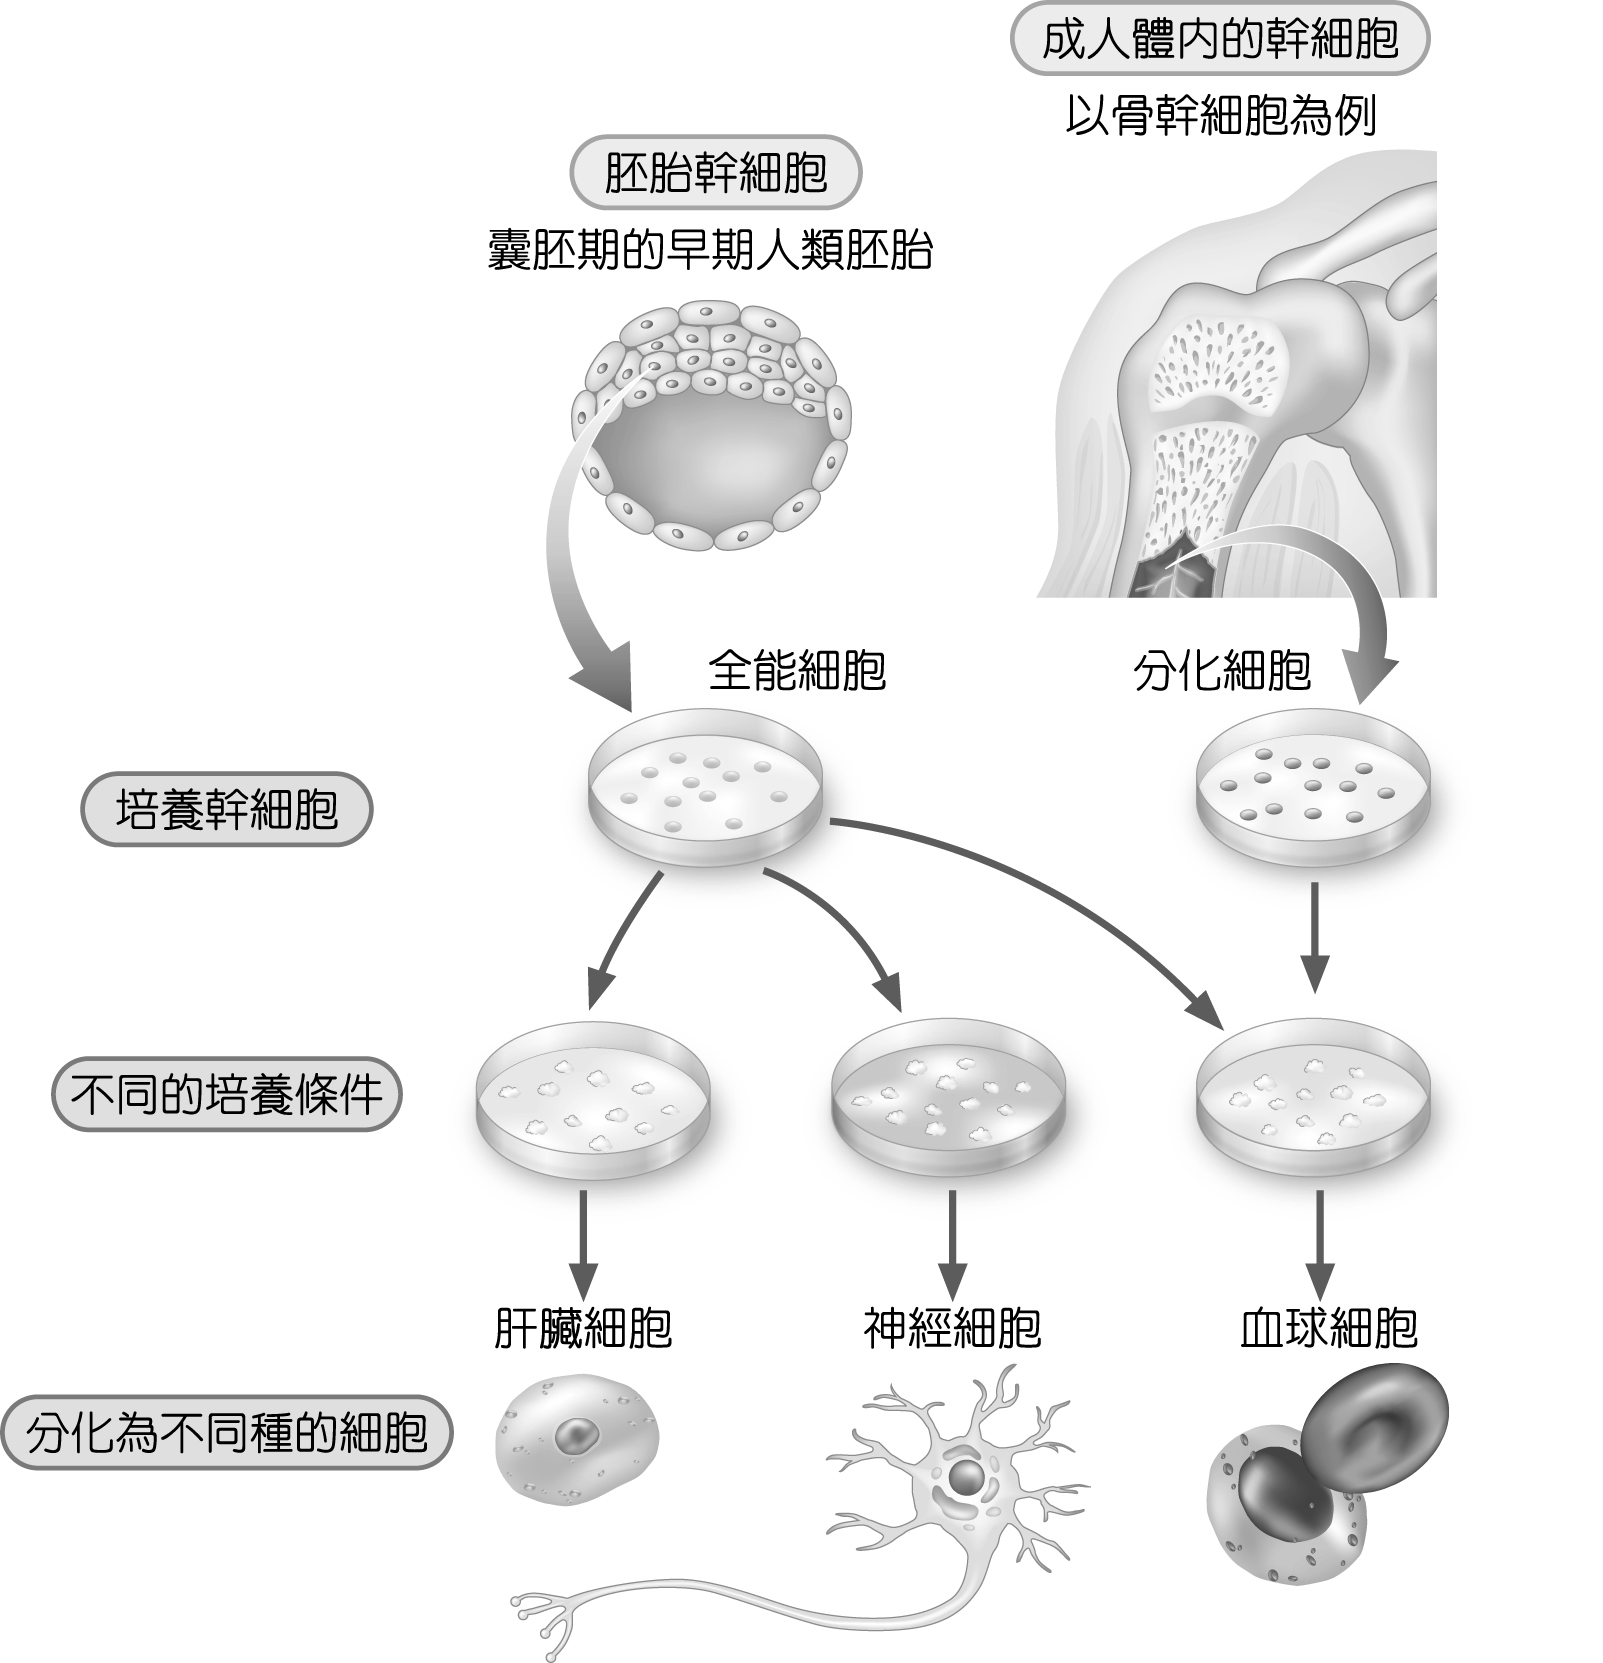 成人體內的幹細胞
以骨幹細胞為例
胚胎幹細胞
囊胚期的早期人類胚胎
全能細胞
分化細胞
培養幹細胞
不同的培養條件
肝臟細胞
神經細胞
血球細胞
分化為不同種的細胞